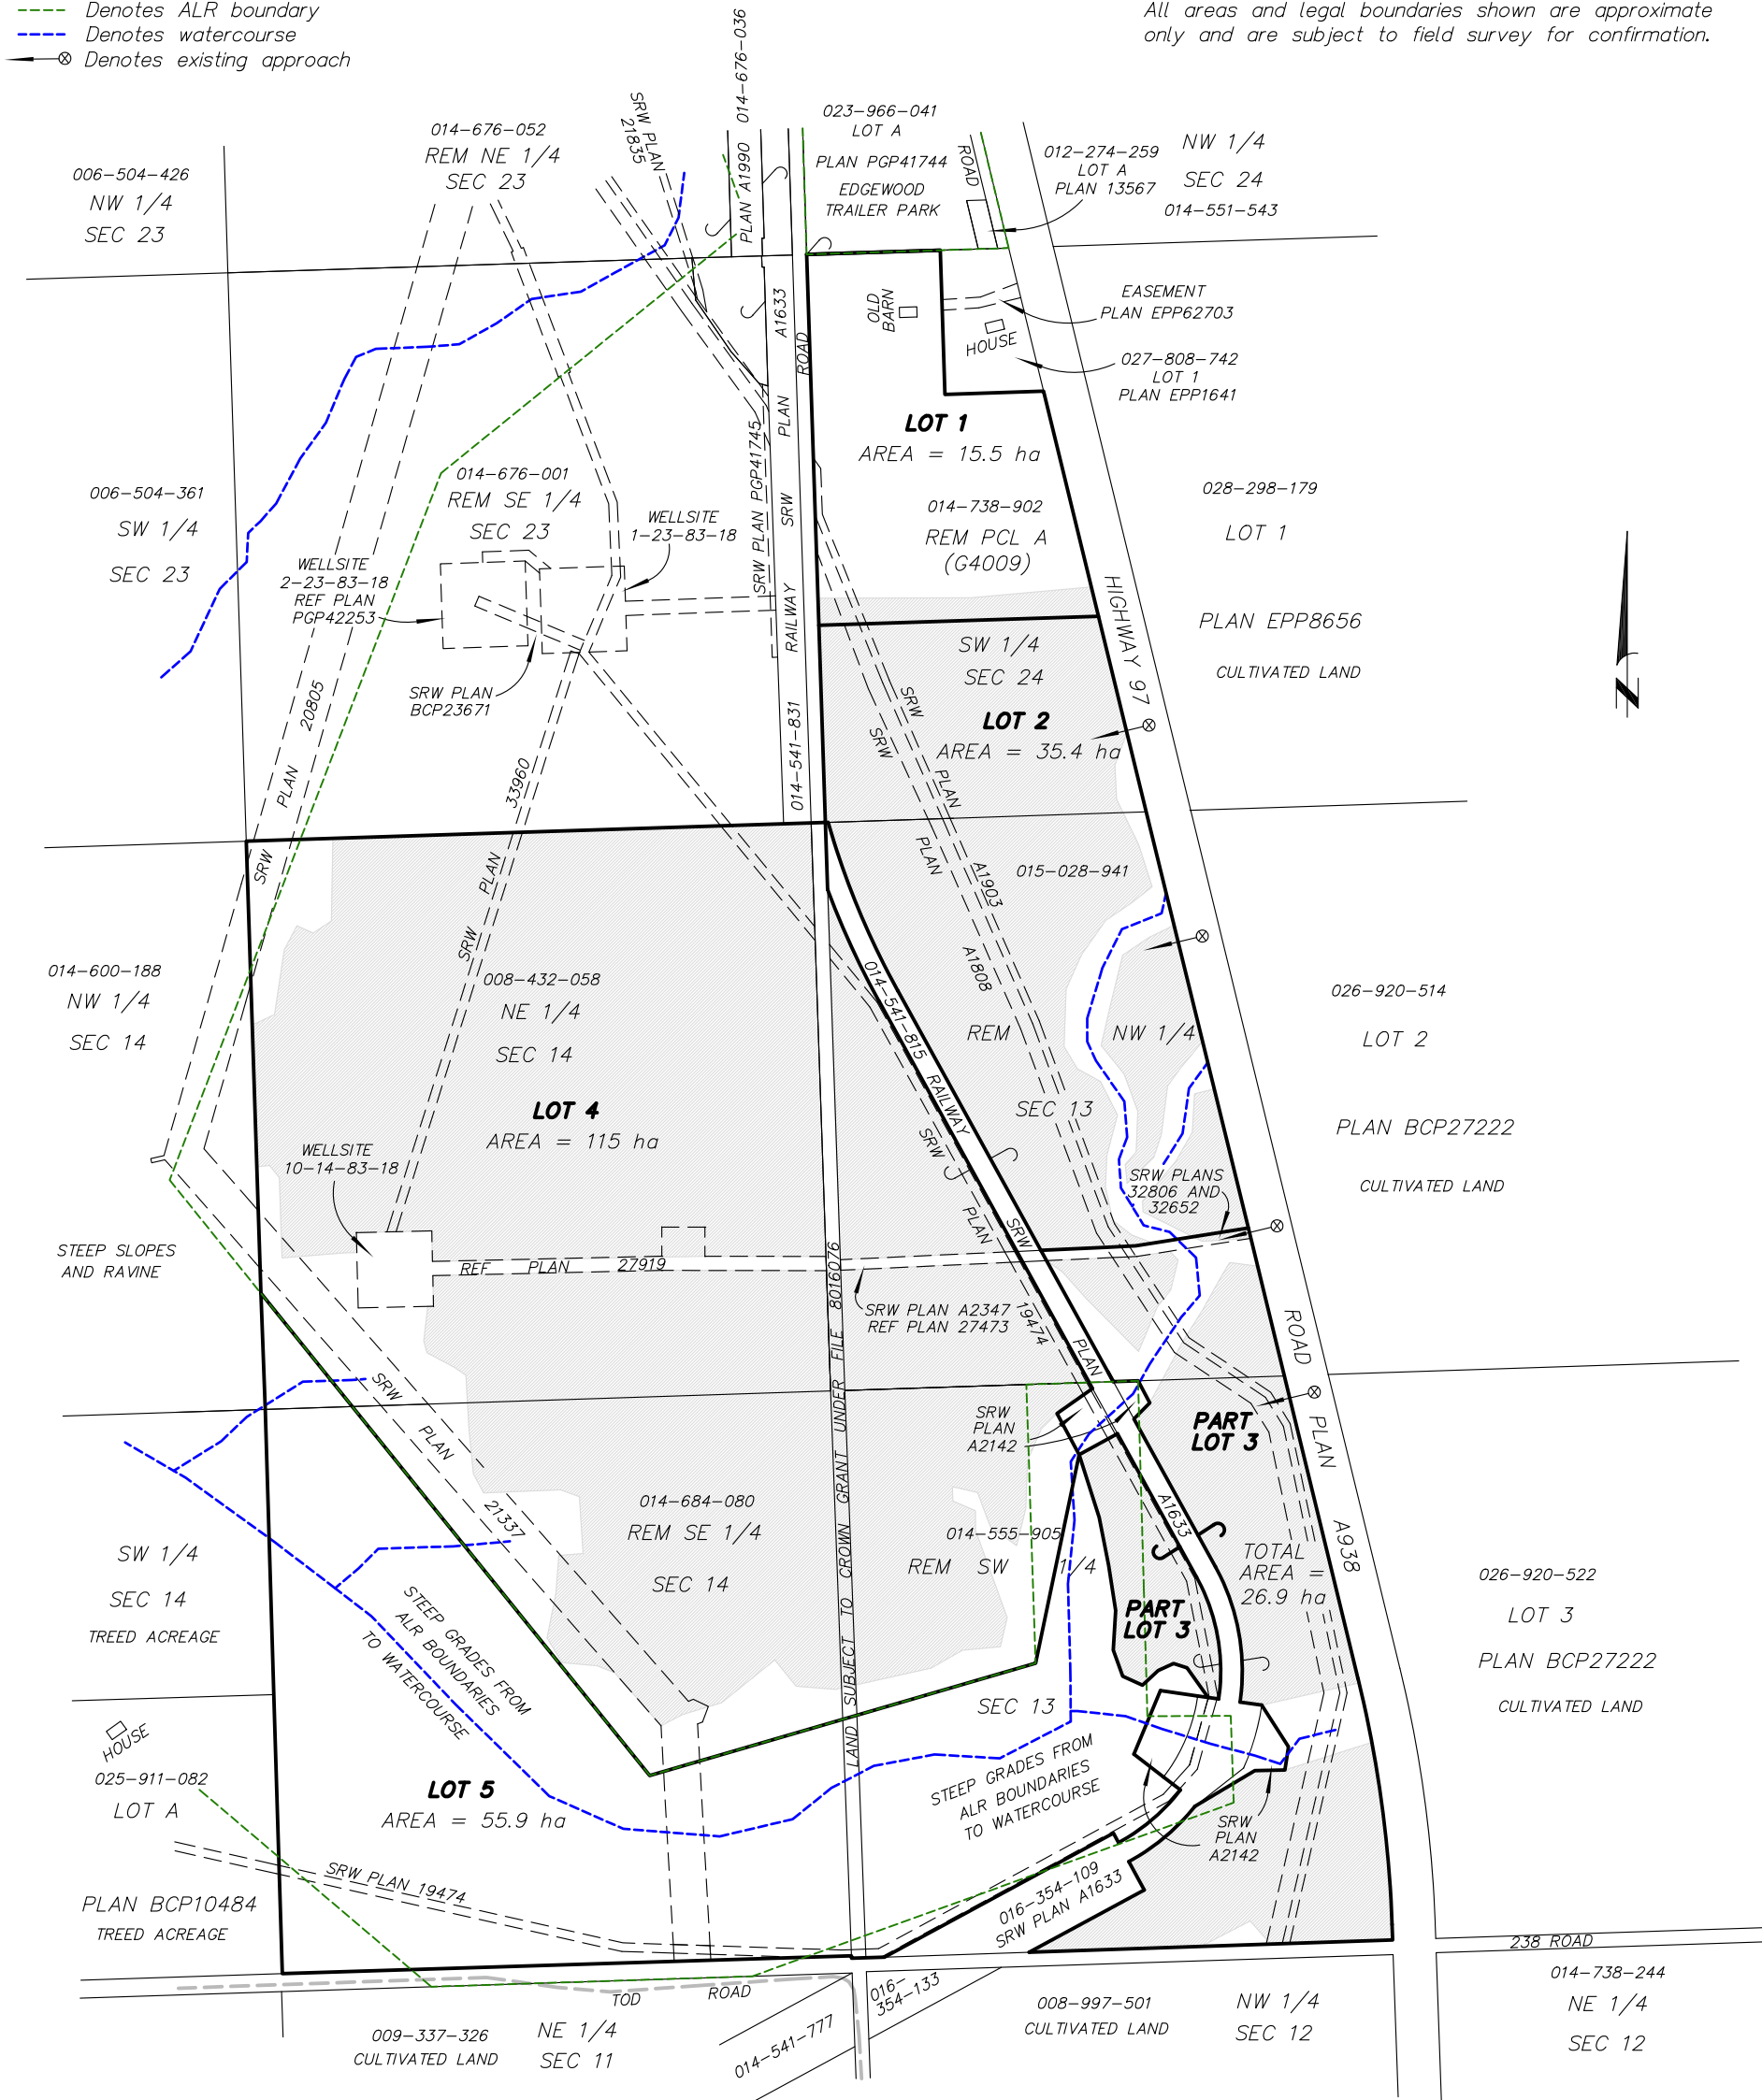 Denotes ALR boundary
Denotes watercourse
Denotes existing approach
All areas and legal boundaries shown are approximate
only and are subject to field survey for confirmation.
006-504-426
NW 1/4
SEC 23
014-676-052
REM NE 1/4
SEC 23
SRW PLAN
21835
PLAN A1990
014-676-036
023-966-041
LOT A
PLAN PGP41744
EDGEWOOD
TRAILER PARK
ROAD
012-274-259
LOT A
PLAN 13567
NW 1/4
SEC 24
014-551-543
OLD
BARN
HOUSE
EASEMENT
PLAN EPP62703
027-808-742
LOT 1
PLAN EPP1641
LOT 1
AREA = 15.5 ha
014-738-902
REM PCL A
(G4009)
028-298-179
LOT 1
PLAN EPP8656
CULTIVATED LAND
006-504-361
SW 1/4
SEC 23
014-676-001
REM SE 1/4
SEC 23
WELLSITE
1-23-83-18
WELLSITE
2-23-83-18
REF PLAN
PGP42253
SRW PLAN
BCP23671
SRW PLAN PGP41745
014-541-831 RAILWAY SRW PLAN A1633
ROAD
SRW PLAN 20805
SRW PLAN 33960
SW 1/4
SEC 24
LOT 2
AREA = 35.4 ha
HIGHWAY 97
SRW PLAN A1903
SRW PLAN A1808
015-028-941
REM NW 1/4
SEC 13
014-600-188
NW 1/4
SEC 14
008-432-058
NE 1/4
SEC 14
LOT 4
AREA = 115 ha
014-541-815 RAILWAY SRW PLAN A1633
SRW PLAN 19474
026-920-514
LOT 2
PLAN BCP27222
CULTIVATED LAND
WELLSITE
10-14-83-18
SRW PLANS
32806 AND
32652
STEEP SLOPES
AND RAVINE
REF PLAN 27919
SRW PLAN A2347
REF PLAN 27473
LAND SUBJECT TO CROWN GRANT UNDER FILE 8016076
ROAD PLAN A938
SRW PLAN 21337
SRW
PLAN
A2142
PART
LOT 3
014-684-080
REM SE 1/4
SEC 14
014-555-905
REM SW 1/4
SEC 13
TOTAL
AREA =
26.9 ha
PART
LOT 3
SW 1/4
SEC 14
TREED ACREAGE
STEEP GRADES FROM
ALR BOUNDARIES
TO WATERCOURSE
026-920-522
LOT 3
PLAN BCP27222
CULTIVATED LAND
HOUSE
025-911-082
LOT A
PLAN BCP10484
TREED ACREAGE
LOT 5
AREA = 55.9 ha
STEEP GRADES FROM
ALR BOUNDARIES
TO WATERCOURSE
SRW
PLAN
A2142
SRW PLAN 19474
016-354-109
SRW PLAN A1633
238 ROAD
TOD ROAD
009-337-326
CULTIVATED LAND
NE 1/4
SEC 11
014-541-777
016-
354-133
008-997-501
CULTIVATED LAND
NW 1/4
SEC 12
014-738-244
NE 1/4
SEC 12